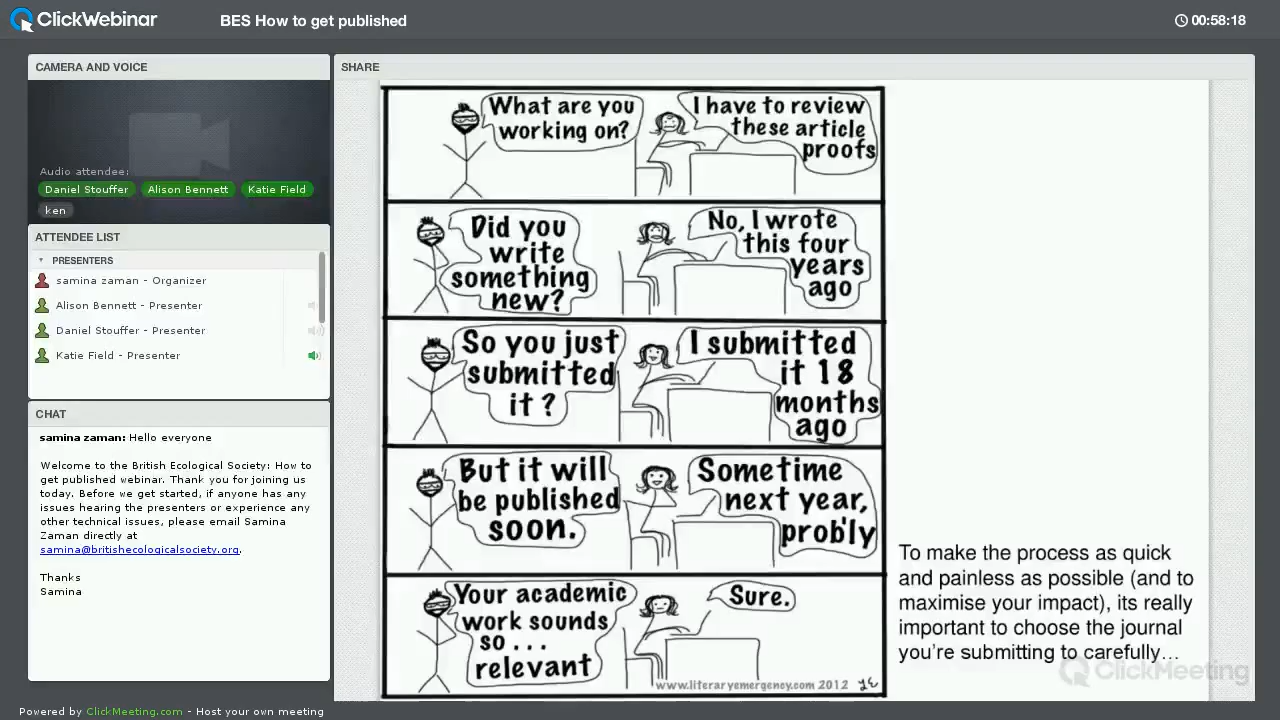 ClickWebinar
BES How to get published
00:58:18
CAMERA AND VOICE
Audio attendee:
Daniel Stouffer
Alison Bennett
Katie Field
ken
ATTENDEE LIST
PRESENTERS
samina zaman - Organizer
Alison Bennett - Presenter
Daniel Stouffer - Presenter
Katie Field - Presenter
CHAT
samina zaman: Hello everyone
Welcome to the British Ecological Society: How to
get published webinar. Thank you for joining us
today. Before we get started, if anyone has any
issues hearing the presenters or experience any
other technical issues, please email Samina
Zaman directly at
samina@britishecologicalsociety.org.
Thanks
Samina
Powered by ClickMeeting.com - Host your own meeting
SHARE
What are you
working on?
I have to review
these article
proofs
Did you
write
something
new?
No, I wrote
this four
years
ago
So you just
submitted
it?
I submitted
it 18
months
ago
But it will
be published
soon.
Sometime
next year,
prob'ly
Your academic
work sounds
so...
relevant
Sure.
www.literaryemergency.com 2012
To make the process as quick
and painless as possible (and to
maximise your impact), its really
important to choose the journal
you're submitting to carefully…
ClickMeeting